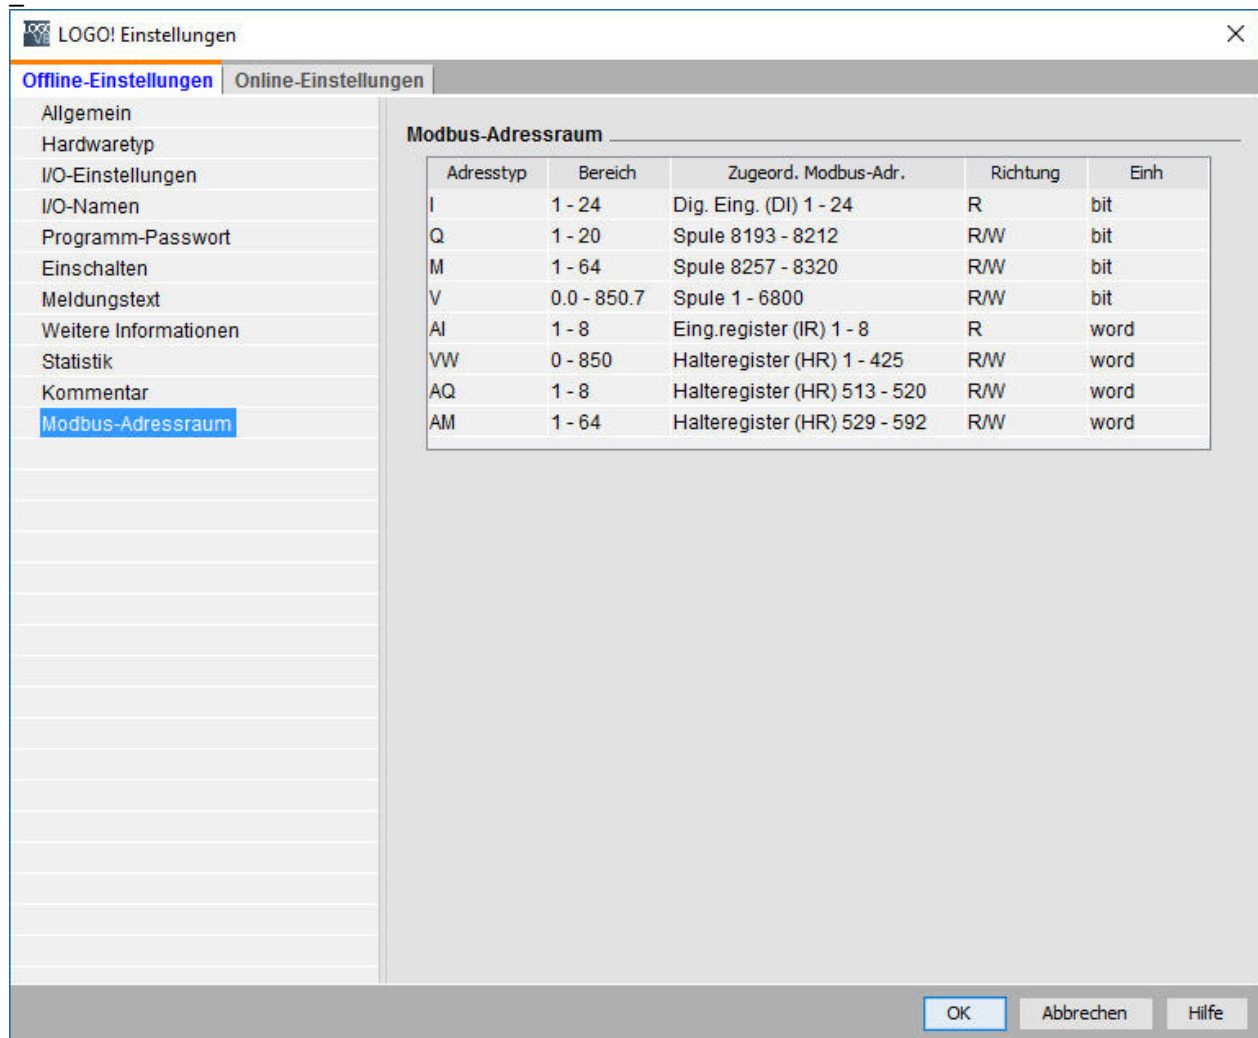 LOGO! Einstellungen
Offline-Einstellungen Online-Einstellungen
Allgemein
Hardwaretyp
I/O-Einstellungen
I/O-Namen
Programm-Passwort
Einschalten
Meldungstext
Weitere Informationen
Statistik
Kommentar
Modbus-Adressraum
Modbus-Adressraum
Adresstyp Bereich Zugeord. Modbus-Adr. Richtung Einh
I 1 - 24 Dig. Eing. (DI) 1 - 24 R bit
Q 1 - 20 Spule 8193 - 8212 R/W bit
M 1 - 64 Spule 8257 - 8320 R/W bit
V 0.0 - 850.7 Spule 1 - 6800 R/W bit
AI 1 - 8 Eing.register (IR) 1 - 8 R word
VW 0 - 850 Halteregister (HR) 1 - 425 R/W word
AQ 1 - 8 Halteregister (HR) 513 - 520 R/W word
AM 1 - 64 Halteregister (HR) 529 - 592 R/W word
OK Abbrechen Hilfe